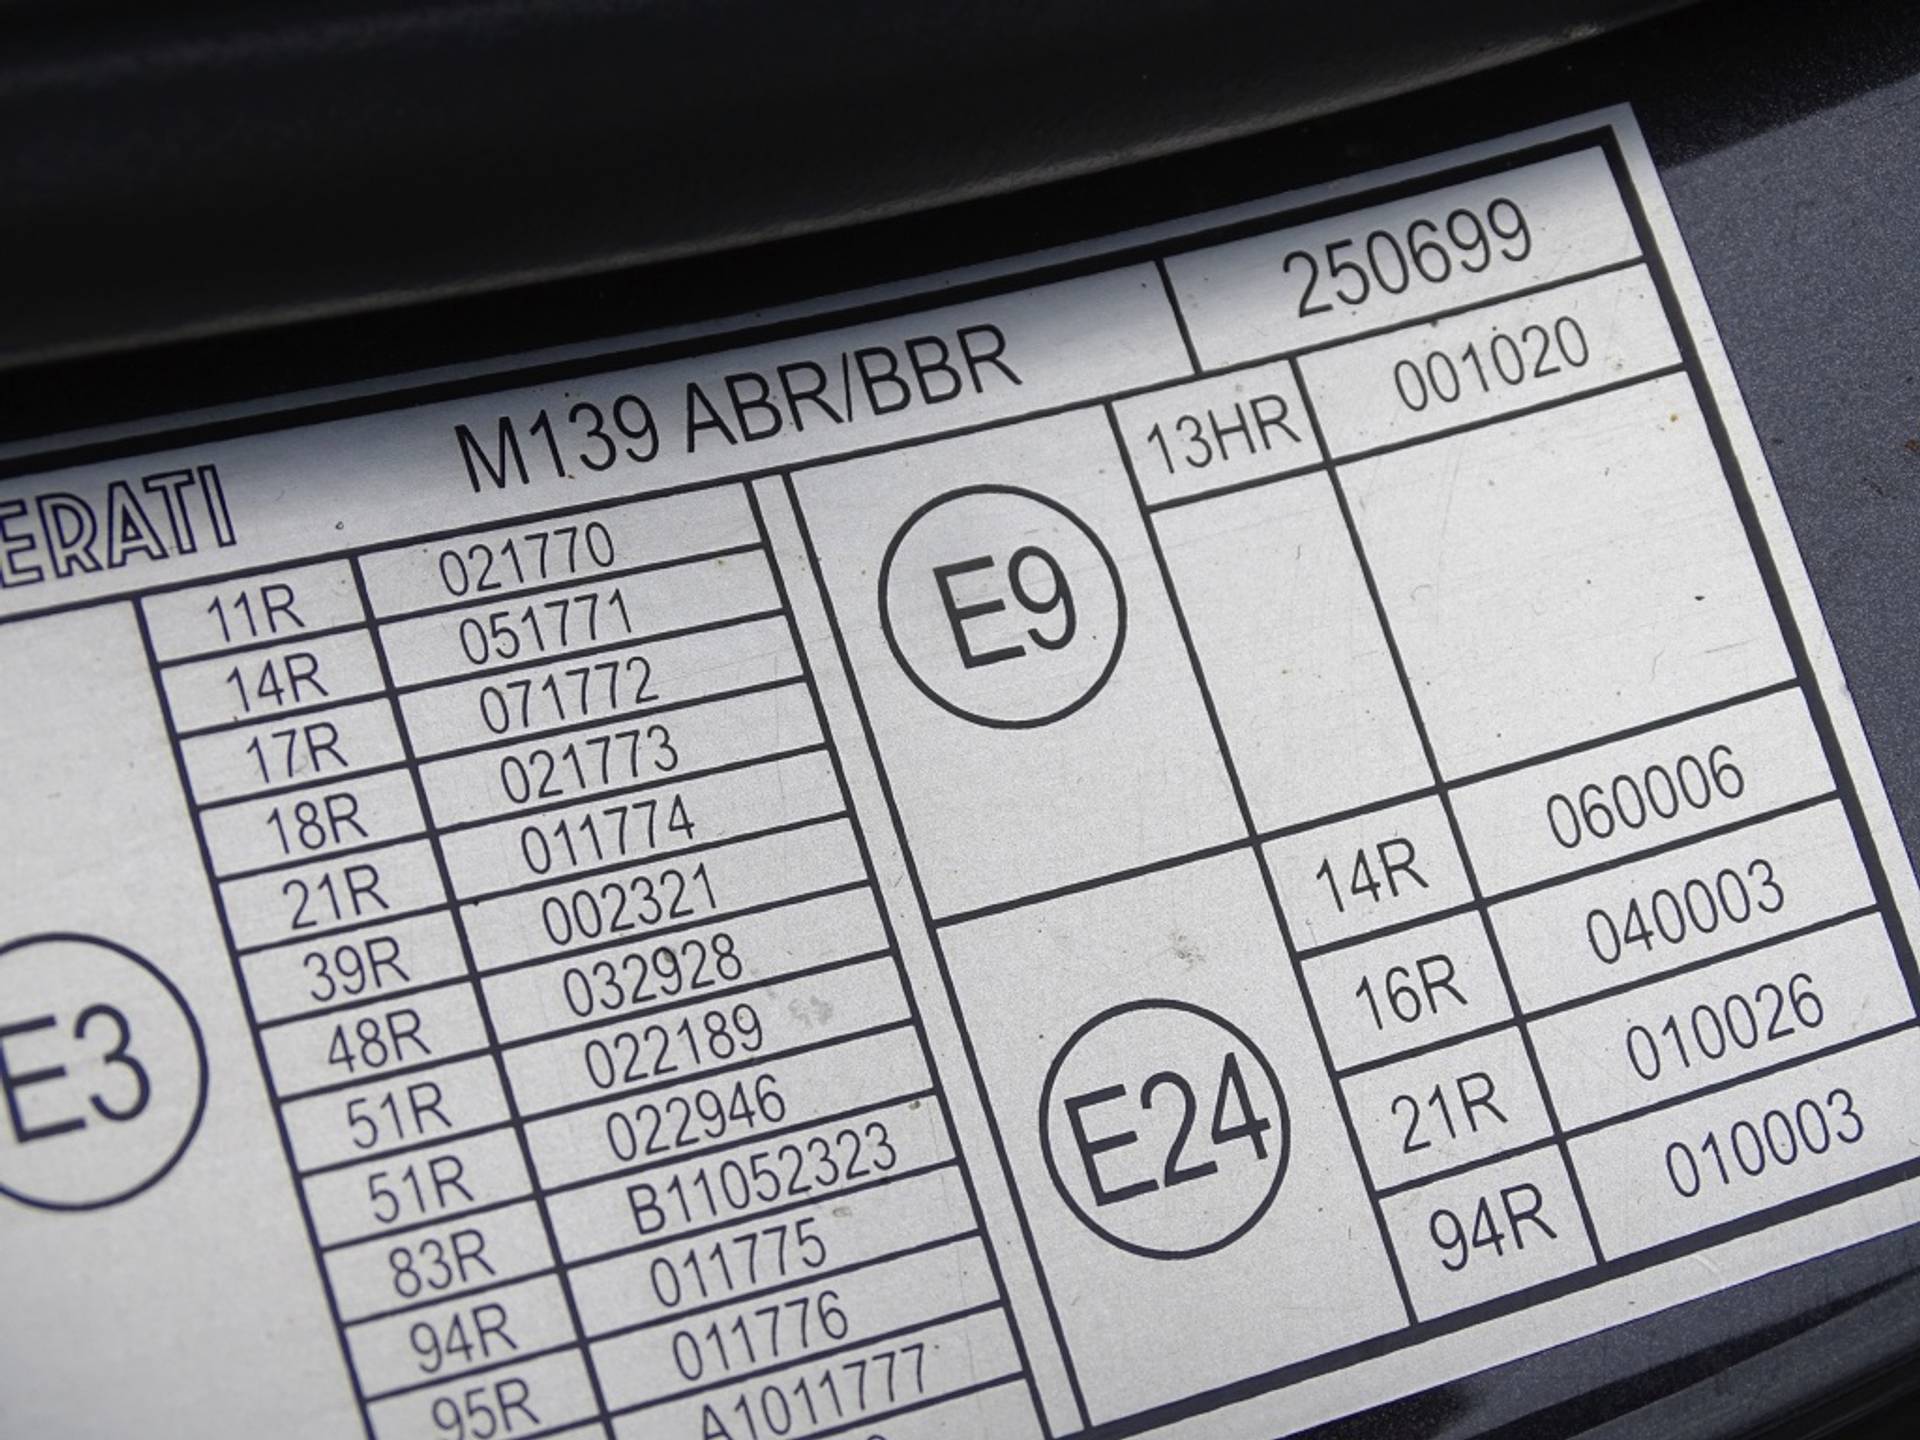 ERATI M139 ABR/BBR 250699
E3
11R 021770
14R 051771
17R 071772
18R 021773
21R 011774
39R 002321
48R 032928
51R 022189
51R 022946
83R B11052323
94R 011775
95R 011776
A1011777
E9
13HR 001020
E24
14R 060006
16R 040003
21R 010026
94R 010003